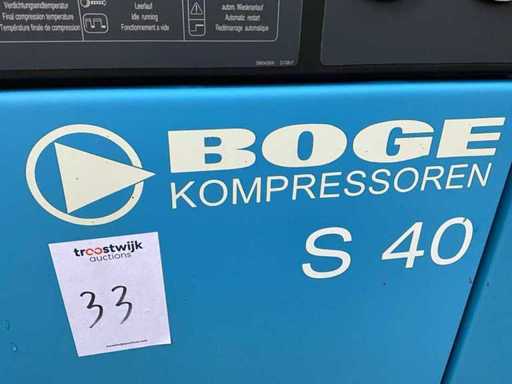 Verdichtungsendtemperatur
Final compression temperature
Température finale de compression
Leerlauf
Idle running
Fonctionnement a vide
autom. Wiederanlauf
Automatic restart
Redémarrage automatique
BOGE
KOMPRESSOREN
S 40
troostwijk
auctions
33